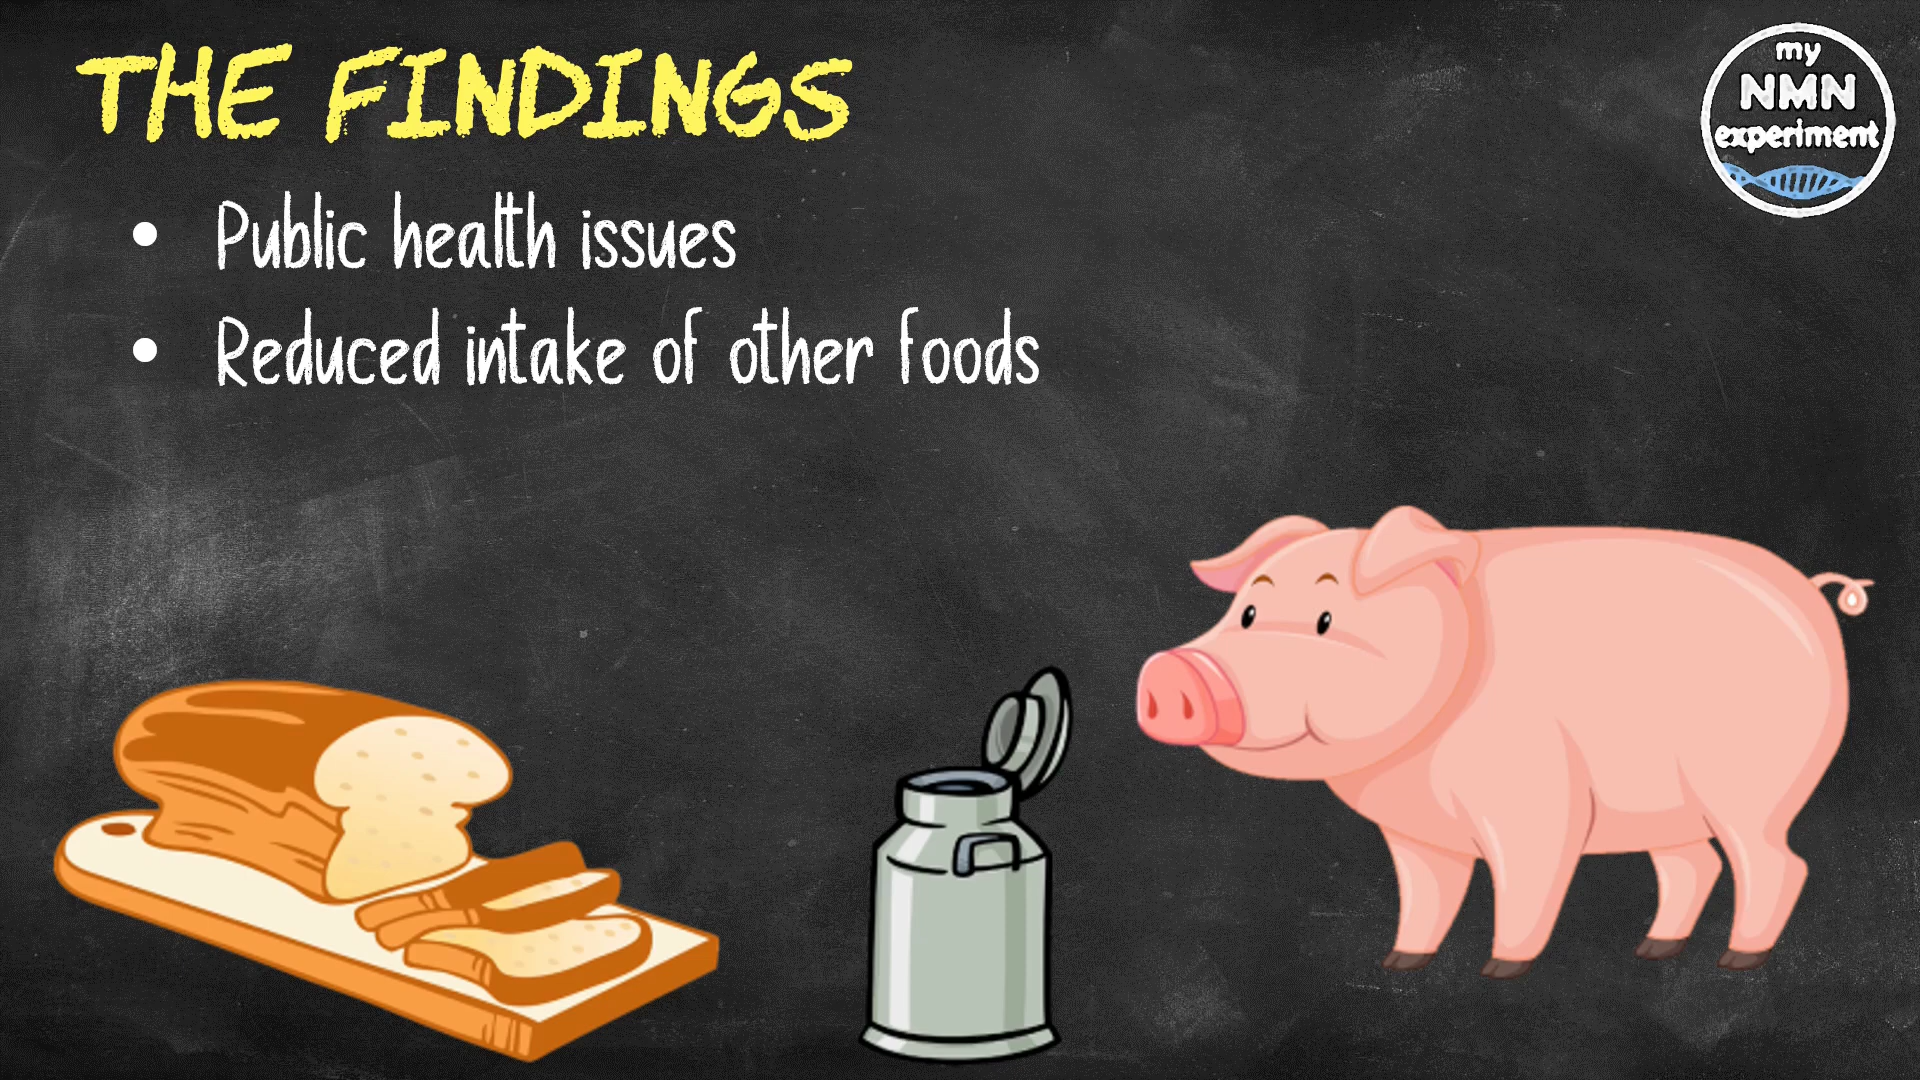 THE FINDINGS
my
NMN
experiment
• Public health issues
• Reduced intake of other foods